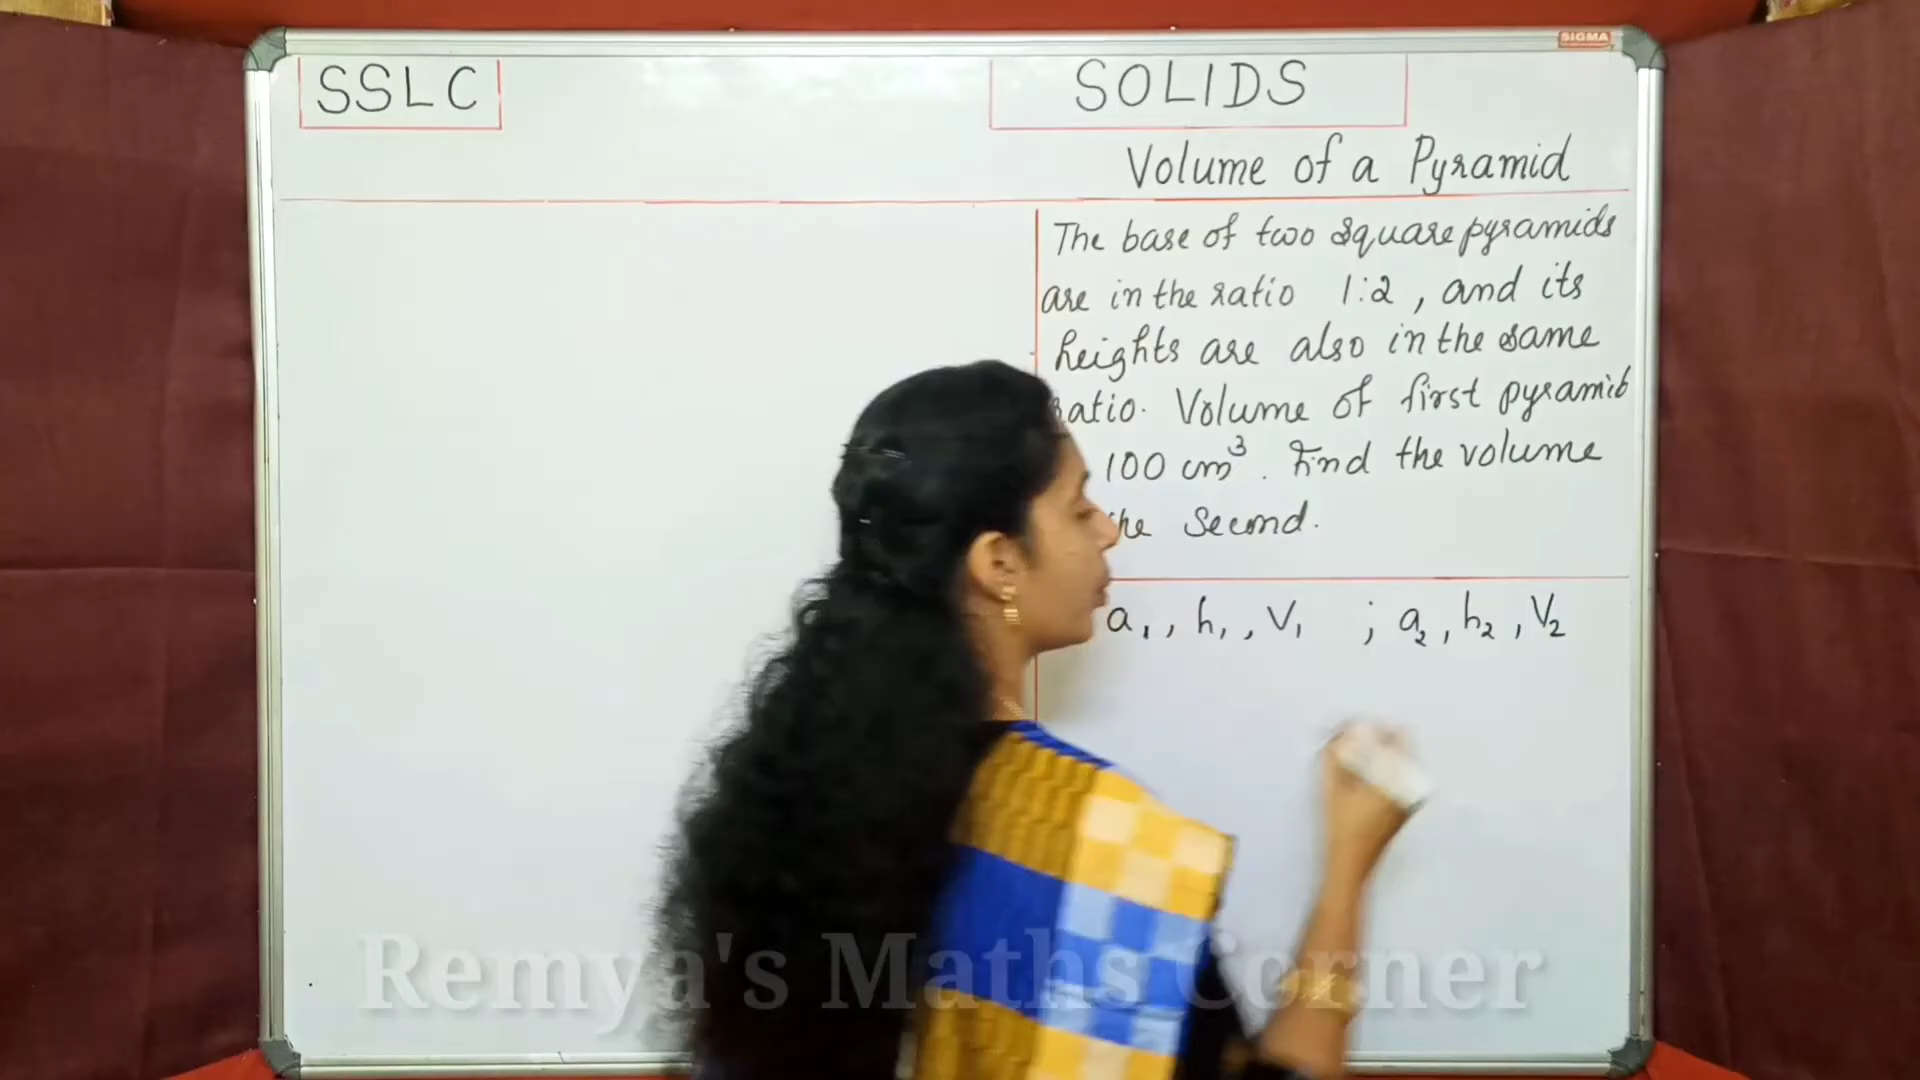 SIGMA
SSLC
SOLIDS
Volume of a Pyramid
The base of two square pyramids
are in the ratio 1:2 , and its
heights are also in the same
ratio. Volume of first pyramid
100 cm³. Find the volume
the second.
a₁, h₁, V₁ ; a₂, h₂, V₂
Remya's Maths Corner